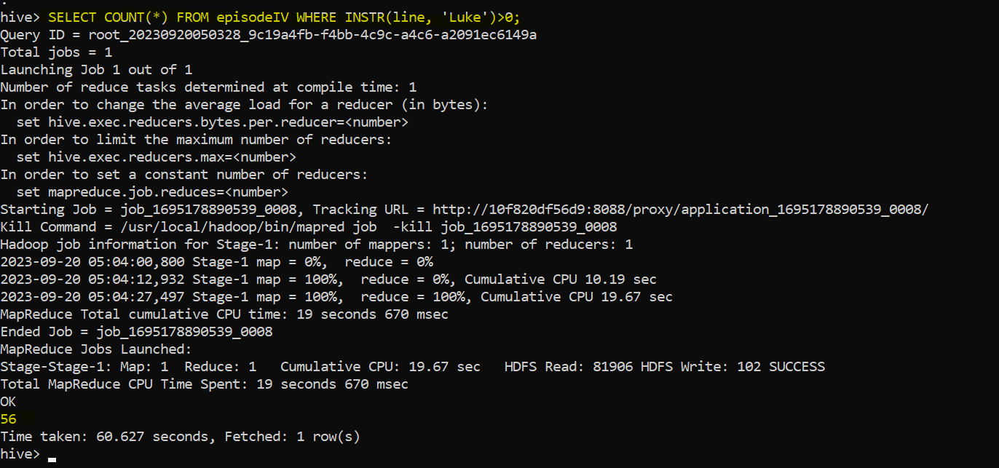 .
hive> SELECT COUNT(*) FROM episodeIV WHERE INSTR(line, 'Luke')>0;
Query ID = root_20230920050328_9c19a4fb-f4bb-4c9c-a4c6-a2091ec6149a
Total jobs = 1
Launching Job 1 out of 1
Number of reduce tasks determined at compile time: 1
In order to change the average load for a reducer (in bytes):
  set hive.exec.reducers.bytes.per.reducer=<number>
In order to limit the maximum number of reducers:
  set hive.exec.reducers.max=<number>
In order to set a constant number of reducers:
  set mapreduce.job.reduces=<number>
Starting Job = job_1695178890539_0008, Tracking URL = http://10f820df56d9:8088/proxy/application_1695178890539_0008/
Kill Command = /usr/local/hadoop/bin/mapred job  -kill job_1695178890539_0008
Hadoop job information for Stage-1: number of mappers: 1; number of reducers: 1
2023-09-20 05:04:00,800 Stage-1 map = 0%,  reduce = 0%
2023-09-20 05:04:12,932 Stage-1 map = 100%,  reduce = 0%, Cumulative CPU 10.19 sec
2023-09-20 05:04:27,497 Stage-1 map = 100%,  reduce = 100%, Cumulative CPU 19.67 sec
MapReduce Total cumulative CPU time: 19 seconds 670 msec
Ended Job = job_1695178890539_0008
MapReduce Jobs Launched:
Stage-Stage-1: Map: 1  Reduce: 1   Cumulative CPU: 19.67 sec   HDFS Read: 81906 HDFS Write: 102 SUCCESS
Total MapReduce CPU Time Spent: 19 seconds 670 msec
OK
56
Time taken: 60.627 seconds, Fetched: 1 row(s)
hive>